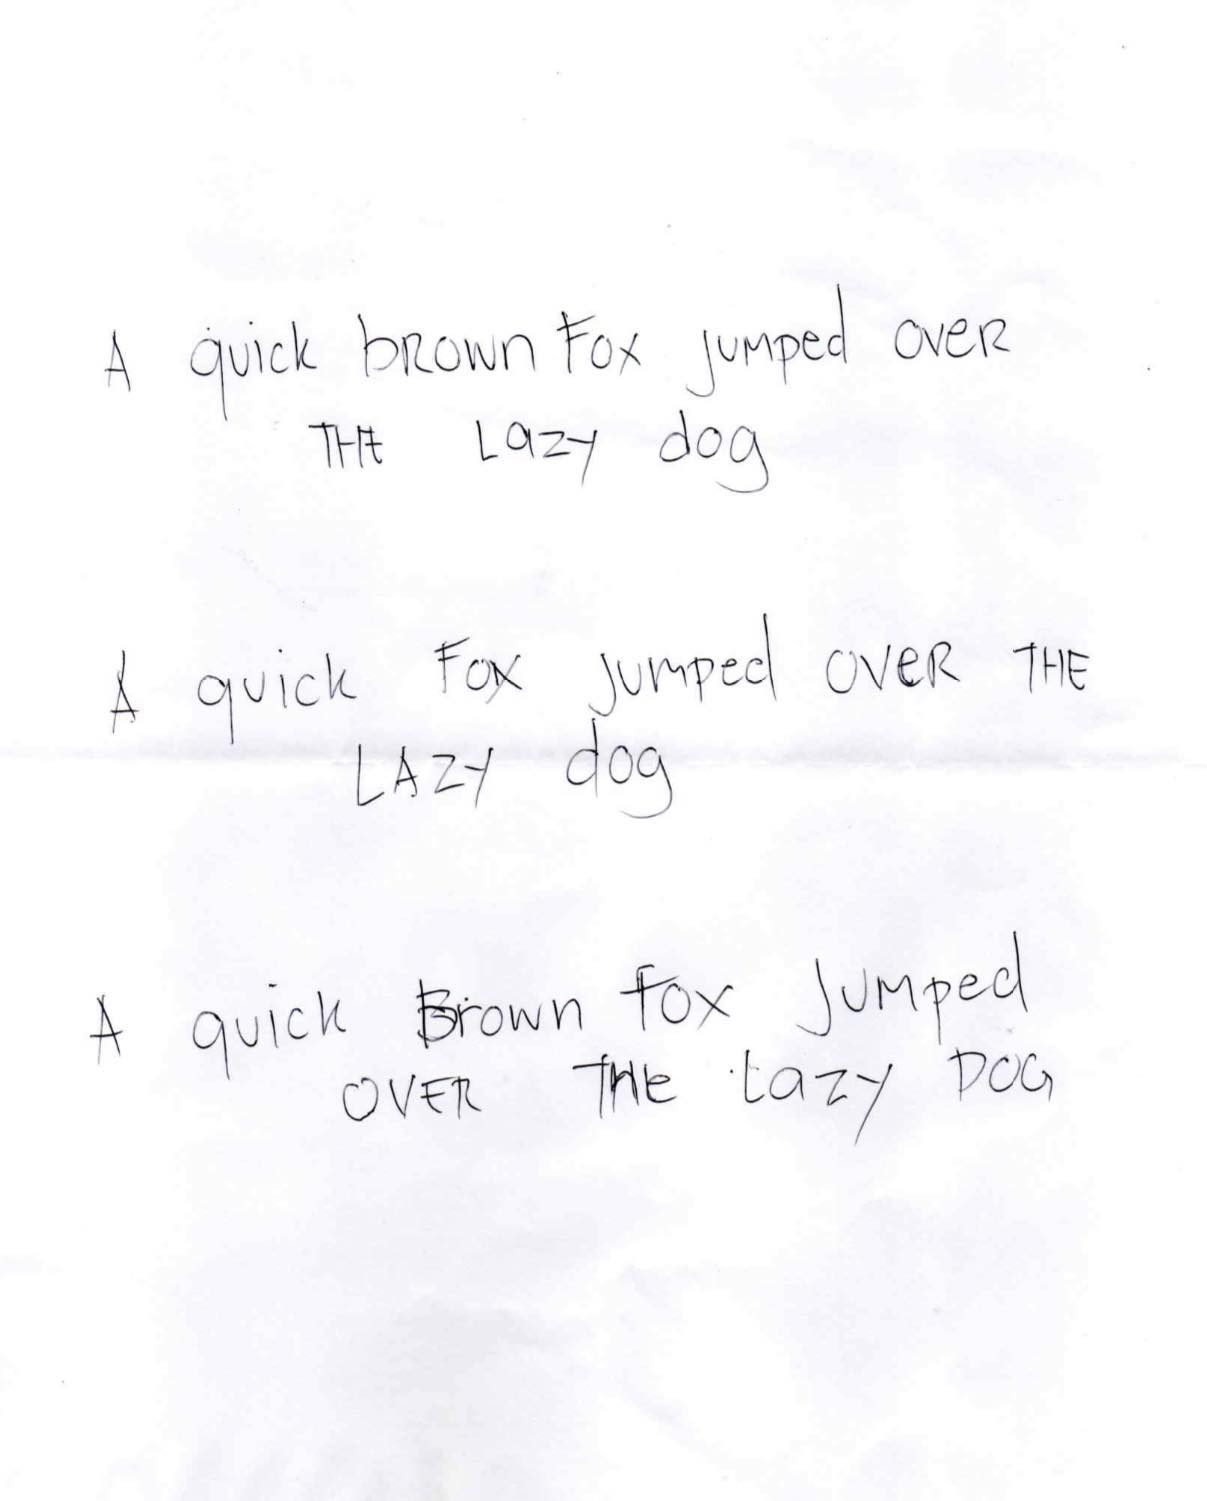 A quick bROWN Fox jumped OVER
THE LazY dog
A quick Fox jumped OVER THE
LAZY dog
A quick Brown Fox JUMPED
OVER THE Lazy DOG